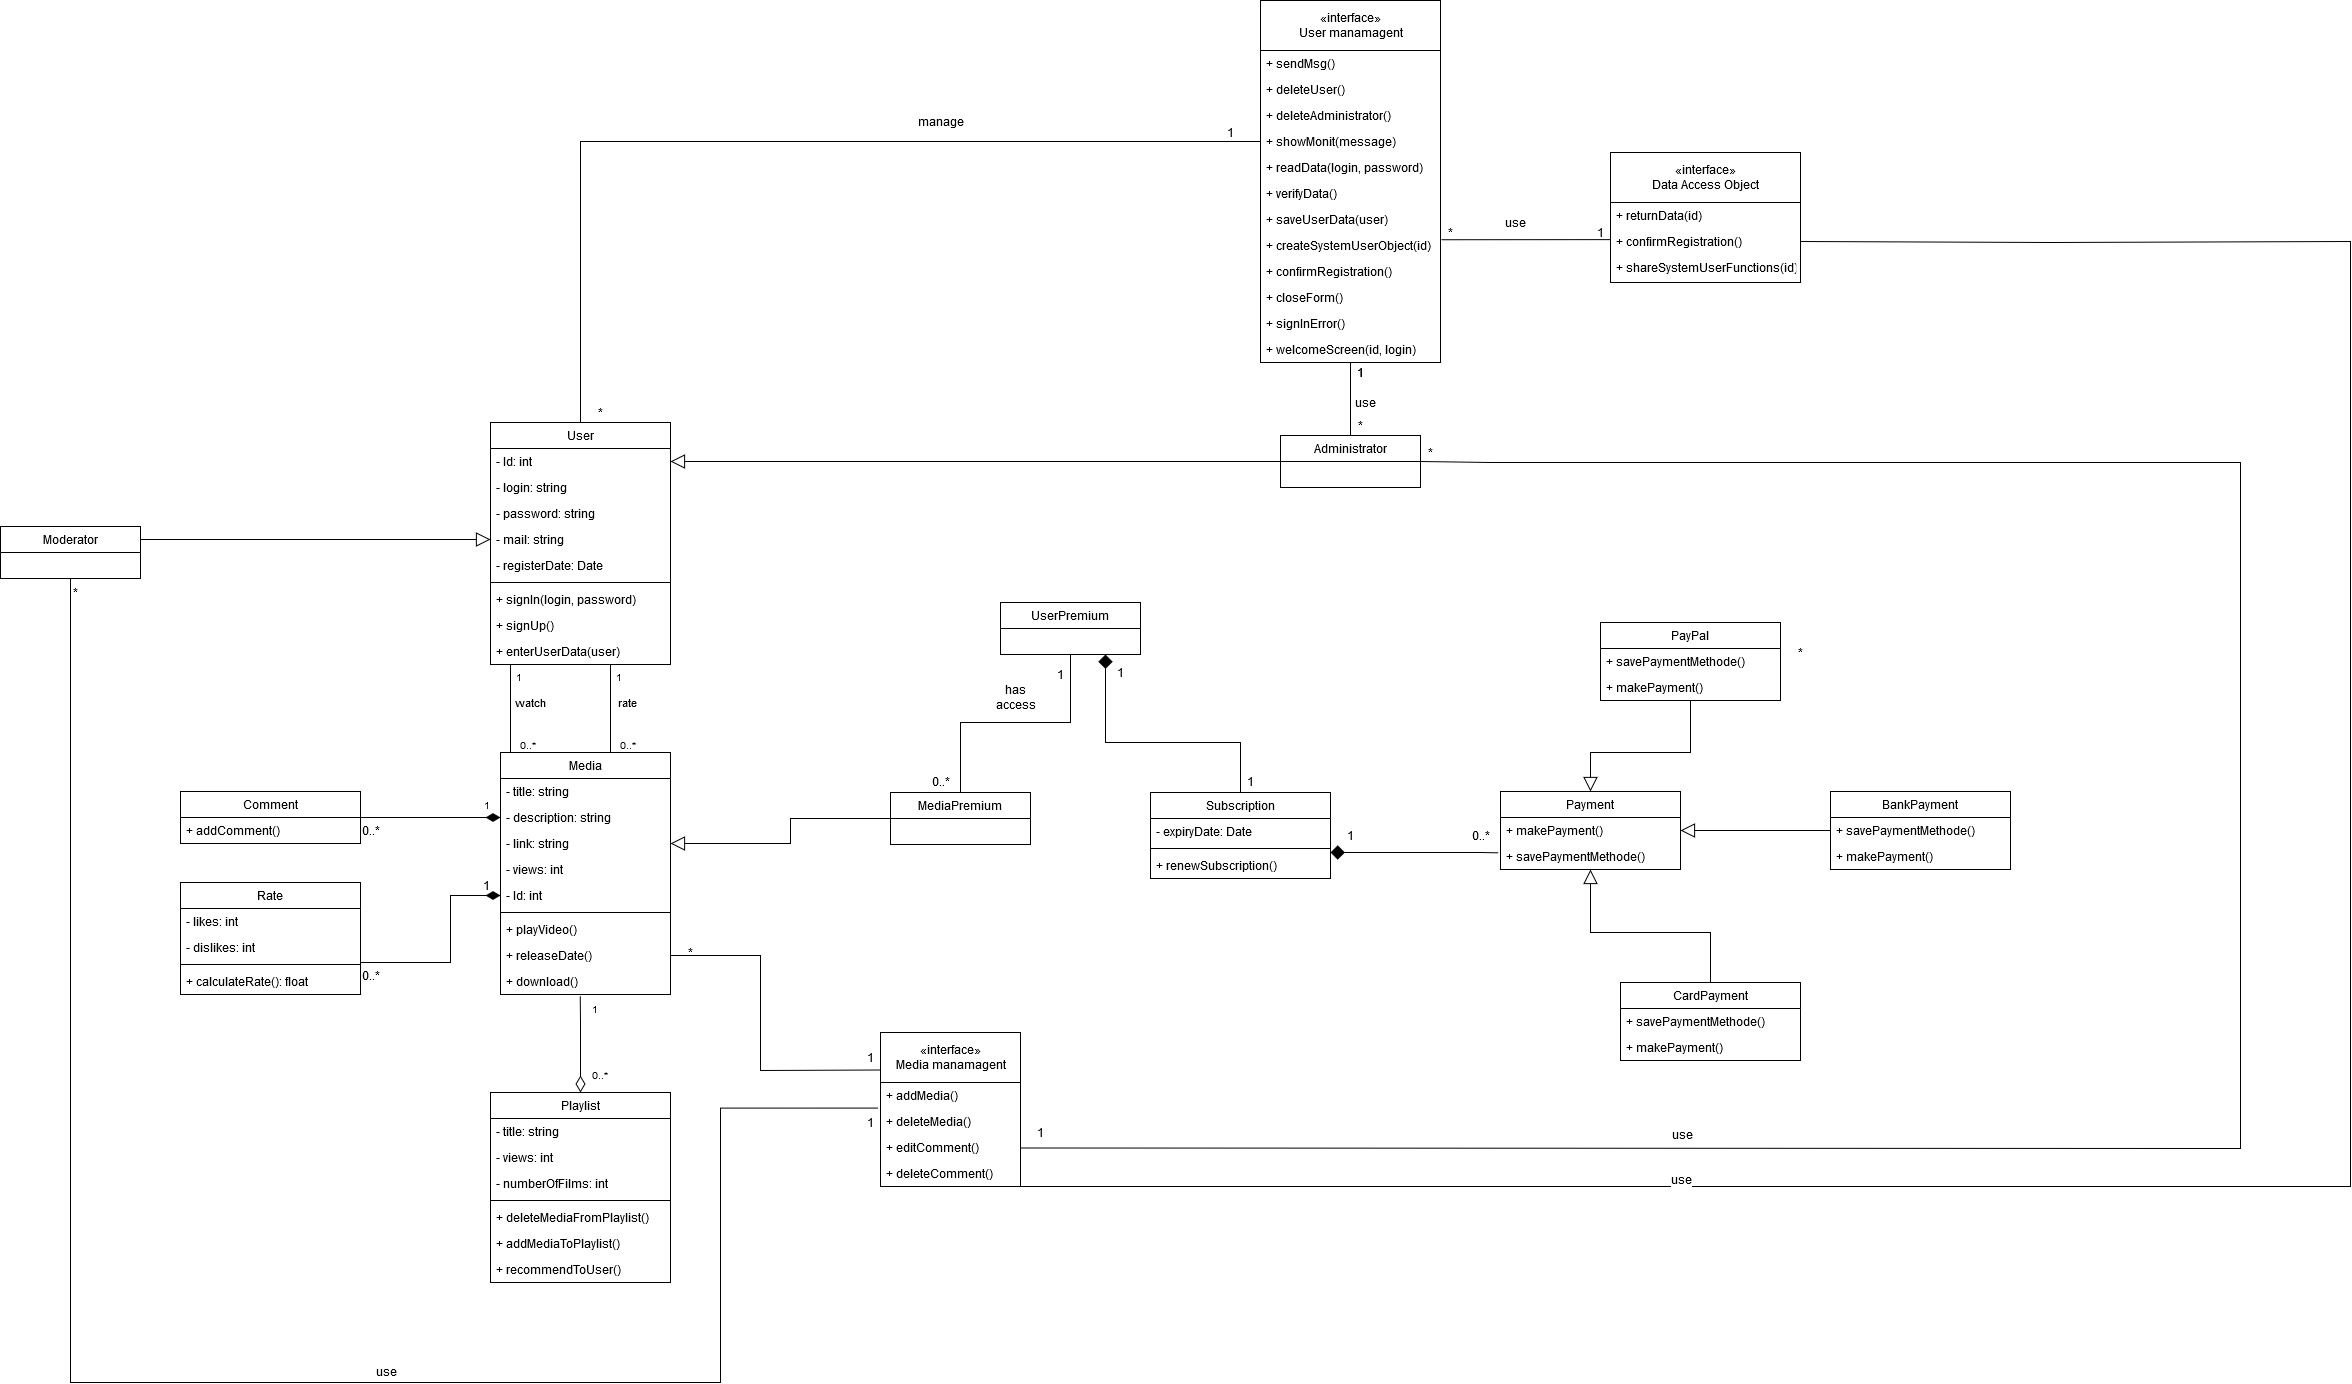 «interface»
User manamagent
+ sendMsg()
+ deleteUser()
+ deleteAdministrator()
+ showMonit(message)
+ readData(login, password)
+ verifyData()
+ saveUserData(user)
+ createSystemUserObject(id)
+ confirmRegistration()
+ closeForm()
+ signInError()
+ welcomeScreen(id, login)
manage
1
*
«interface»
Data Access Object
+ returnData(id)
+ confirmRegistration()
+ shareSystemUserFunctions(id)
*
use
1
1
use
*
Administrator
*
User
- Id: int
- login: string
- password: string
- mail: string
- registerDate: Date
+ signIn(login, password)
+ signUp()
+ enterUserData(user)
Moderator
*
1
watch
0..*
1
rate
0..*
UserPremium
1
has
access
0..*
1
1
PayPal
+ savePaymentMethode()
+ makePayment()
*
Media
- title: string
- description: string
- link: string
- views: int
- Id: int
+ playVideo()
+ releaseDate()
+ download()
Comment
+ addComment()
1
0..*
Rate
- likes: int
- dislikes: int
+ calculateRate(): float
1
0..*
MediaPremium
Subscription
- expiryDate: Date
+ renewSubscription()
1
0..*
Payment
+ makePayment()
+ savePaymentMethode()
BankPayment
+ savePaymentMethode()
+ makePayment()
CardPayment
+ savePaymentMethode()
+ makePayment()
*
1
1
0..*
«interface»
Media manamagent
+ addMedia()
+ deleteMedia()
+ editComment()
+ deleteComment()
1
1
use
use
Playlist
- title: string
- views: int
- numberOfFilms: int
+ deleteMediaFromPlaylist()
+ addMediaToPlaylist()
+ recommendToUser()
use